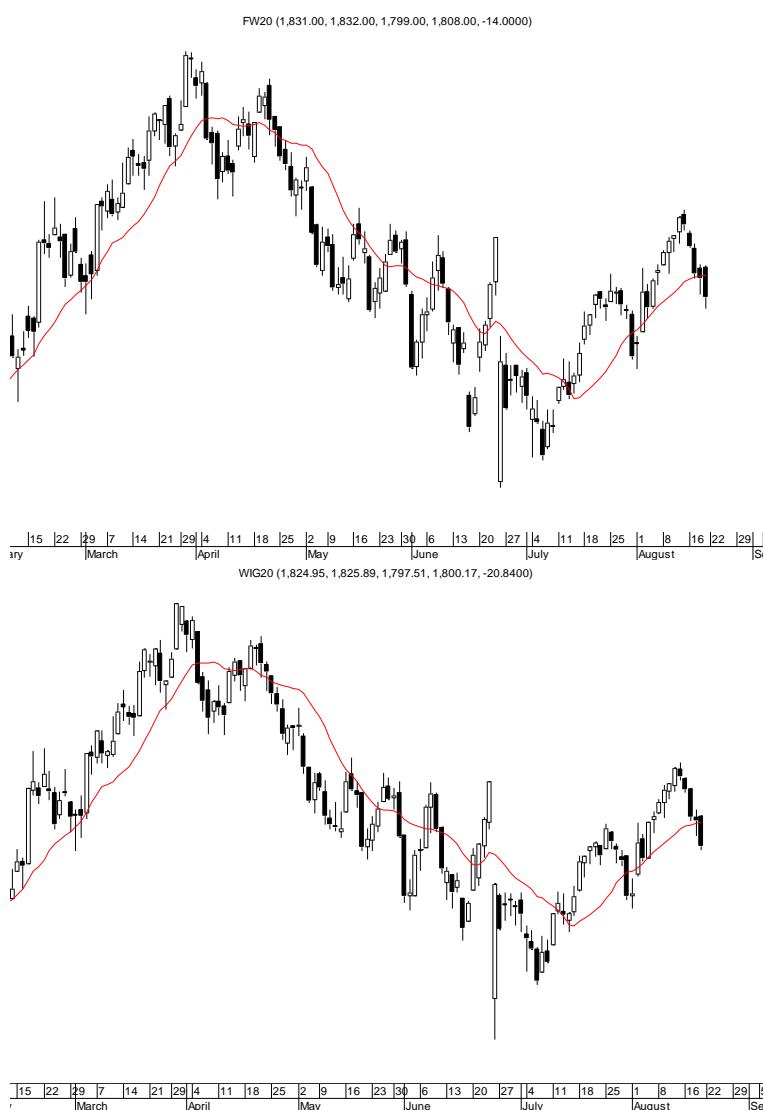 FW20 (1,831.00, 1,832.00, 1,799.00, 1,808.00, -14.0000)
15 22 29 7 14 21 29 4 11 18 25 2 9 16 23 30 6 13 20 27 4 11 18 25 1 8 16 22 29
ary March April May June July August Se
WIG20 (1,824.95, 1,825.89, 1,797.51, 1,800.17, -20.8400)
15 22 29 7 14 21 29 4 11 18 25 2 9 16 23 30 6 13 20 27 4 11 18 25 1 8 16 22 29
March April May June July August Se